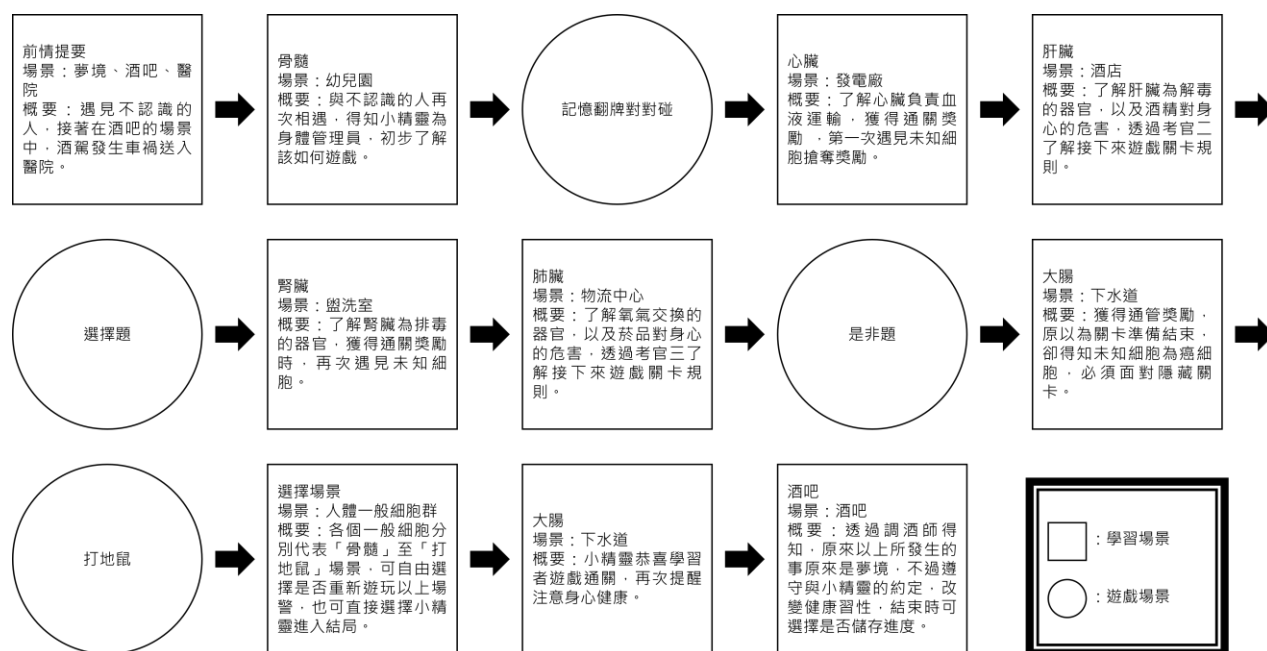 前情提要
場景：夢境、酒吧、醫
院
概要：遇見不認識的
人，接著在酒吧的場景
中，酒駕發生車禍送入
醫院。
骨髓
場景：幼兒園
概要：與不認識的人再
次相遇，得知小精靈為
身體管理員，初步了解
該如何遊戲。
記憶翻牌對對碰
心臟
場景：發電廠
概要：了解心臟負責血
液運輸，獲得通關獎
勵，第一次遇見未知細
胞搶奪獎勵。
肝臟
場景：酒店
概要：了解肝臟為解毒
的器官，以及酒精對身
心的危害，透過考官二
了解接下來遊戲關卡規
則。
選擇題
腎臟
場景：盥洗室
概要：了解腎臟為排毒
的器官，獲得通關獎勵
時，再次遇見未知細
胞。
肺臟
場景：物流中心
概要：了解氧氣交換的
器官，以及菸品對身心
的危害，透過考官三了
解接下來遊戲關卡規
則。
是非題
大腸
場景：下水道
概要：獲得通管獎勵，
原以為關卡準備結束，
卻得知未知細胞為癌細
胞，必須面對隱藏關
卡。
打地鼠
選擇場景
場景：人體一般細胞群
概要：各個一般細胞分
別代表「骨髓」至「打
地鼠」場景，可自由選
擇是否重新遊玩以上場
警，也可直接選擇小精
靈進入結局。
大腸
場景：下水道
概要：小精靈恭喜學習
者遊戲通關，再次提醒
注意身心健康。
酒吧
場景：酒吧
概要：透過調酒師得
知，原來以上所發生的
事原來是夢境，不過遵
守與小精靈的約定，改
變健康習性，結束時可
選擇是否儲存進度。
：學習場景
：遊戲場景